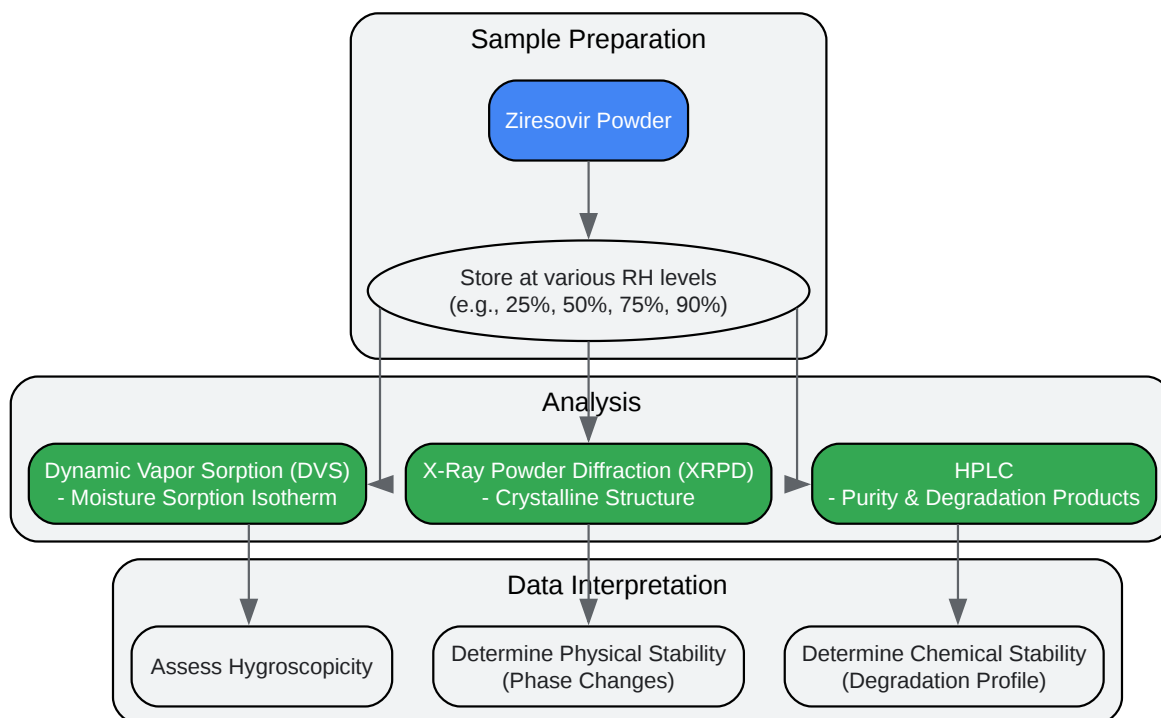 Sample Preparation
Ziresovir Powder
Store at various RH levels
(e.g., 25%, 50%, 75%, 90%)
Analysis
Dynamic Vapor Sorption (DVS)
- Moisture Sorption Isotherm
X-Ray Powder Diffraction (XRPD)
- Crystalline Structure
HPLC
- Purity & Degradation Products
Data Interpretation
Assess Hygroscopicity
Determine Physical Stability
(Phase Changes)
Determine Chemical Stability
(Degradation Profile)